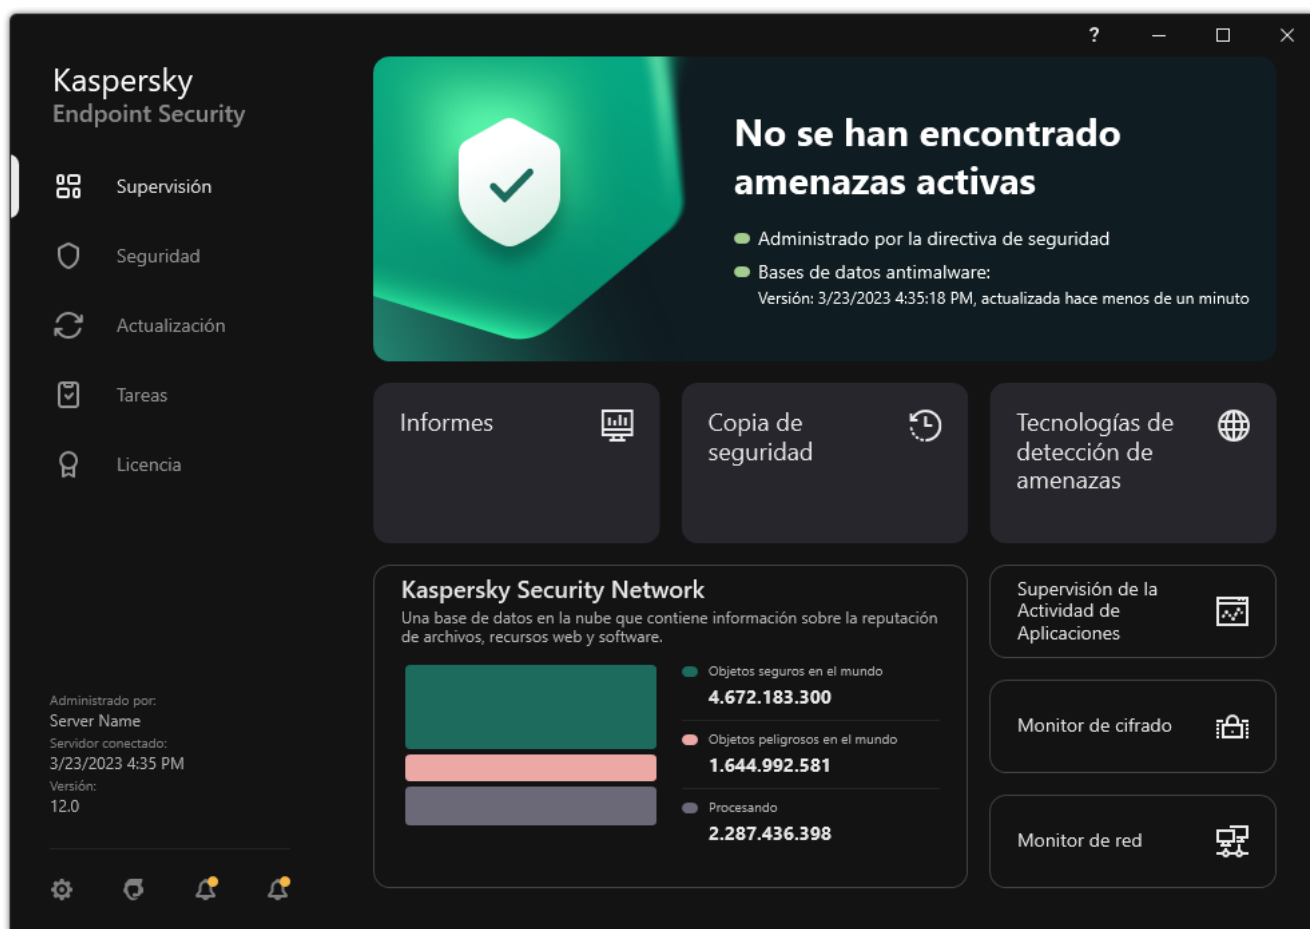 ?
Kaspersky
Endpoint Security
Supervisión
Seguridad
Actualización
Tareas
Licencia
Administrado por:
Server Name
Servidor conectado:
3/23/2023 4:35 PM
Versión:
12.0
No se han encontrado
amenazas activas
Administrado por la directiva de seguridad
Bases de datos antimalware:
Versión: 3/23/2023 4:35:18 PM, actualizada hace menos de un minuto
Informes
Copia de
seguridad
Tecnologías de
detección de
amenazas
Kaspersky Security Network
Una base de datos en la nube que contiene información sobre la reputación
de archivos, recursos web y software.
Objetos seguros en el mundo
4.672.183.300
Objetos peligrosos en el mundo
1.644.992.581
Procesando
2.287.436.398
Supervisión de la
Actividad de
Aplicaciones
Monitor de cifrado
Monitor de red